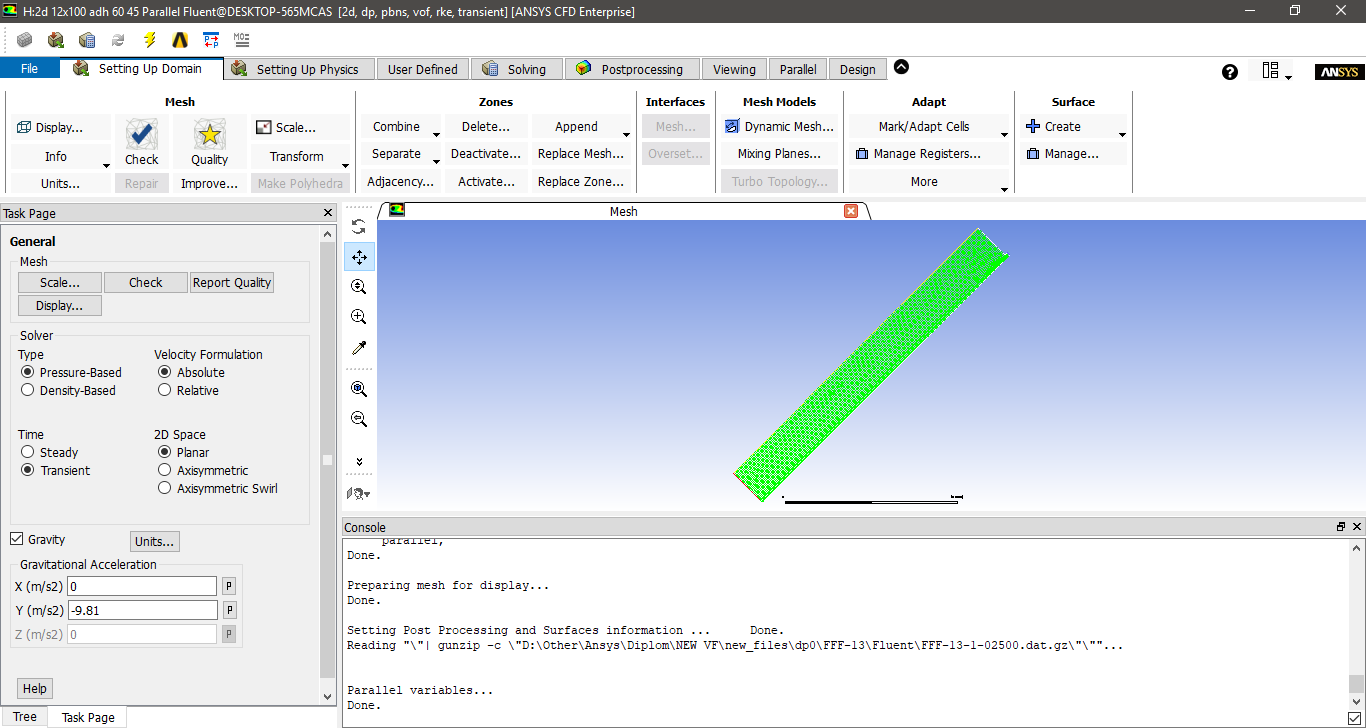 H:2d 12x100 adh 60 45 Parallel Fluent@DESKTOP-565MCAS [2d, dp, pbns, vof, rke, transient] [ANSYS CFD Enterprise]
File Setting Up Domain Setting Up Physics User Defined Solving Postprocessing Viewing Parallel Design
ANSYS
Mesh Zones Interfaces Mesh Models Adapt Surface
Display... Scale... Combine Delete... Append Mesh... Dynamic Mesh... Mark/Adapt Cells Create
Info Check Quality Transform Separate Deactivate... Replace Mesh... Overset... Mixing Planes... Manage Registers... Manage...
Units... Repair Improve... Make Polyhedra Adjacency... Activate... Replace Zone... Turbo Topology... More
Task Page
General
Mesh
Scale... Check Report Quality
Display...
Solver
Type Velocity Formulation
Pressure-Based Absolute
Density-Based Relative
Time 2D Space
Steady Planar
Transient Axisymmetric
Axisymmetric Swirl
Gravity Units...
Gravitational Acceleration
X (m/s2) 0 P
Y (m/s2) -9.81 P
Z (m/s2) 0 P
Help
Tree Task Page
Mesh
Console
parallel,
Done.
Preparing mesh for display...
Done.
Setting Post Processing and Surfaces information ... Done.
Reading "\"| gunzip -c \"D:\Other\Ansys\Diplom\NEW VF\new_files\dp0\FFF-13\Fluent\FFF-13-1-02500.dat.gz\"\""...
Parallel variables...
Done.